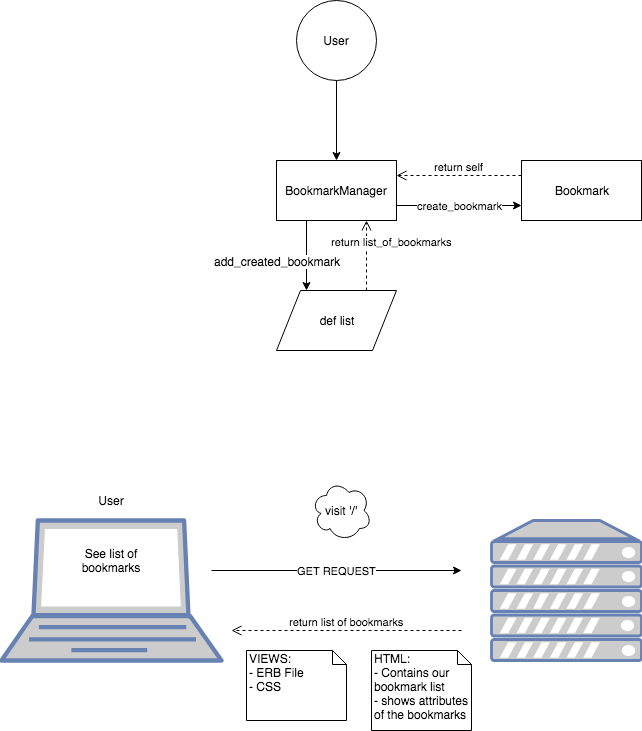 User
return self
BookmarkManager
Bookmark
create_bookmark
return list_of_bookmarks
add_created_bookmark
def list
User
visit '/'
See list of
bookmarks
GET REQUEST
return list of bookmarks
VIEWS:
- ERB File
- CSS
HTML:
- Contains our
bookmark list
- shows attributes
of the bookmarks